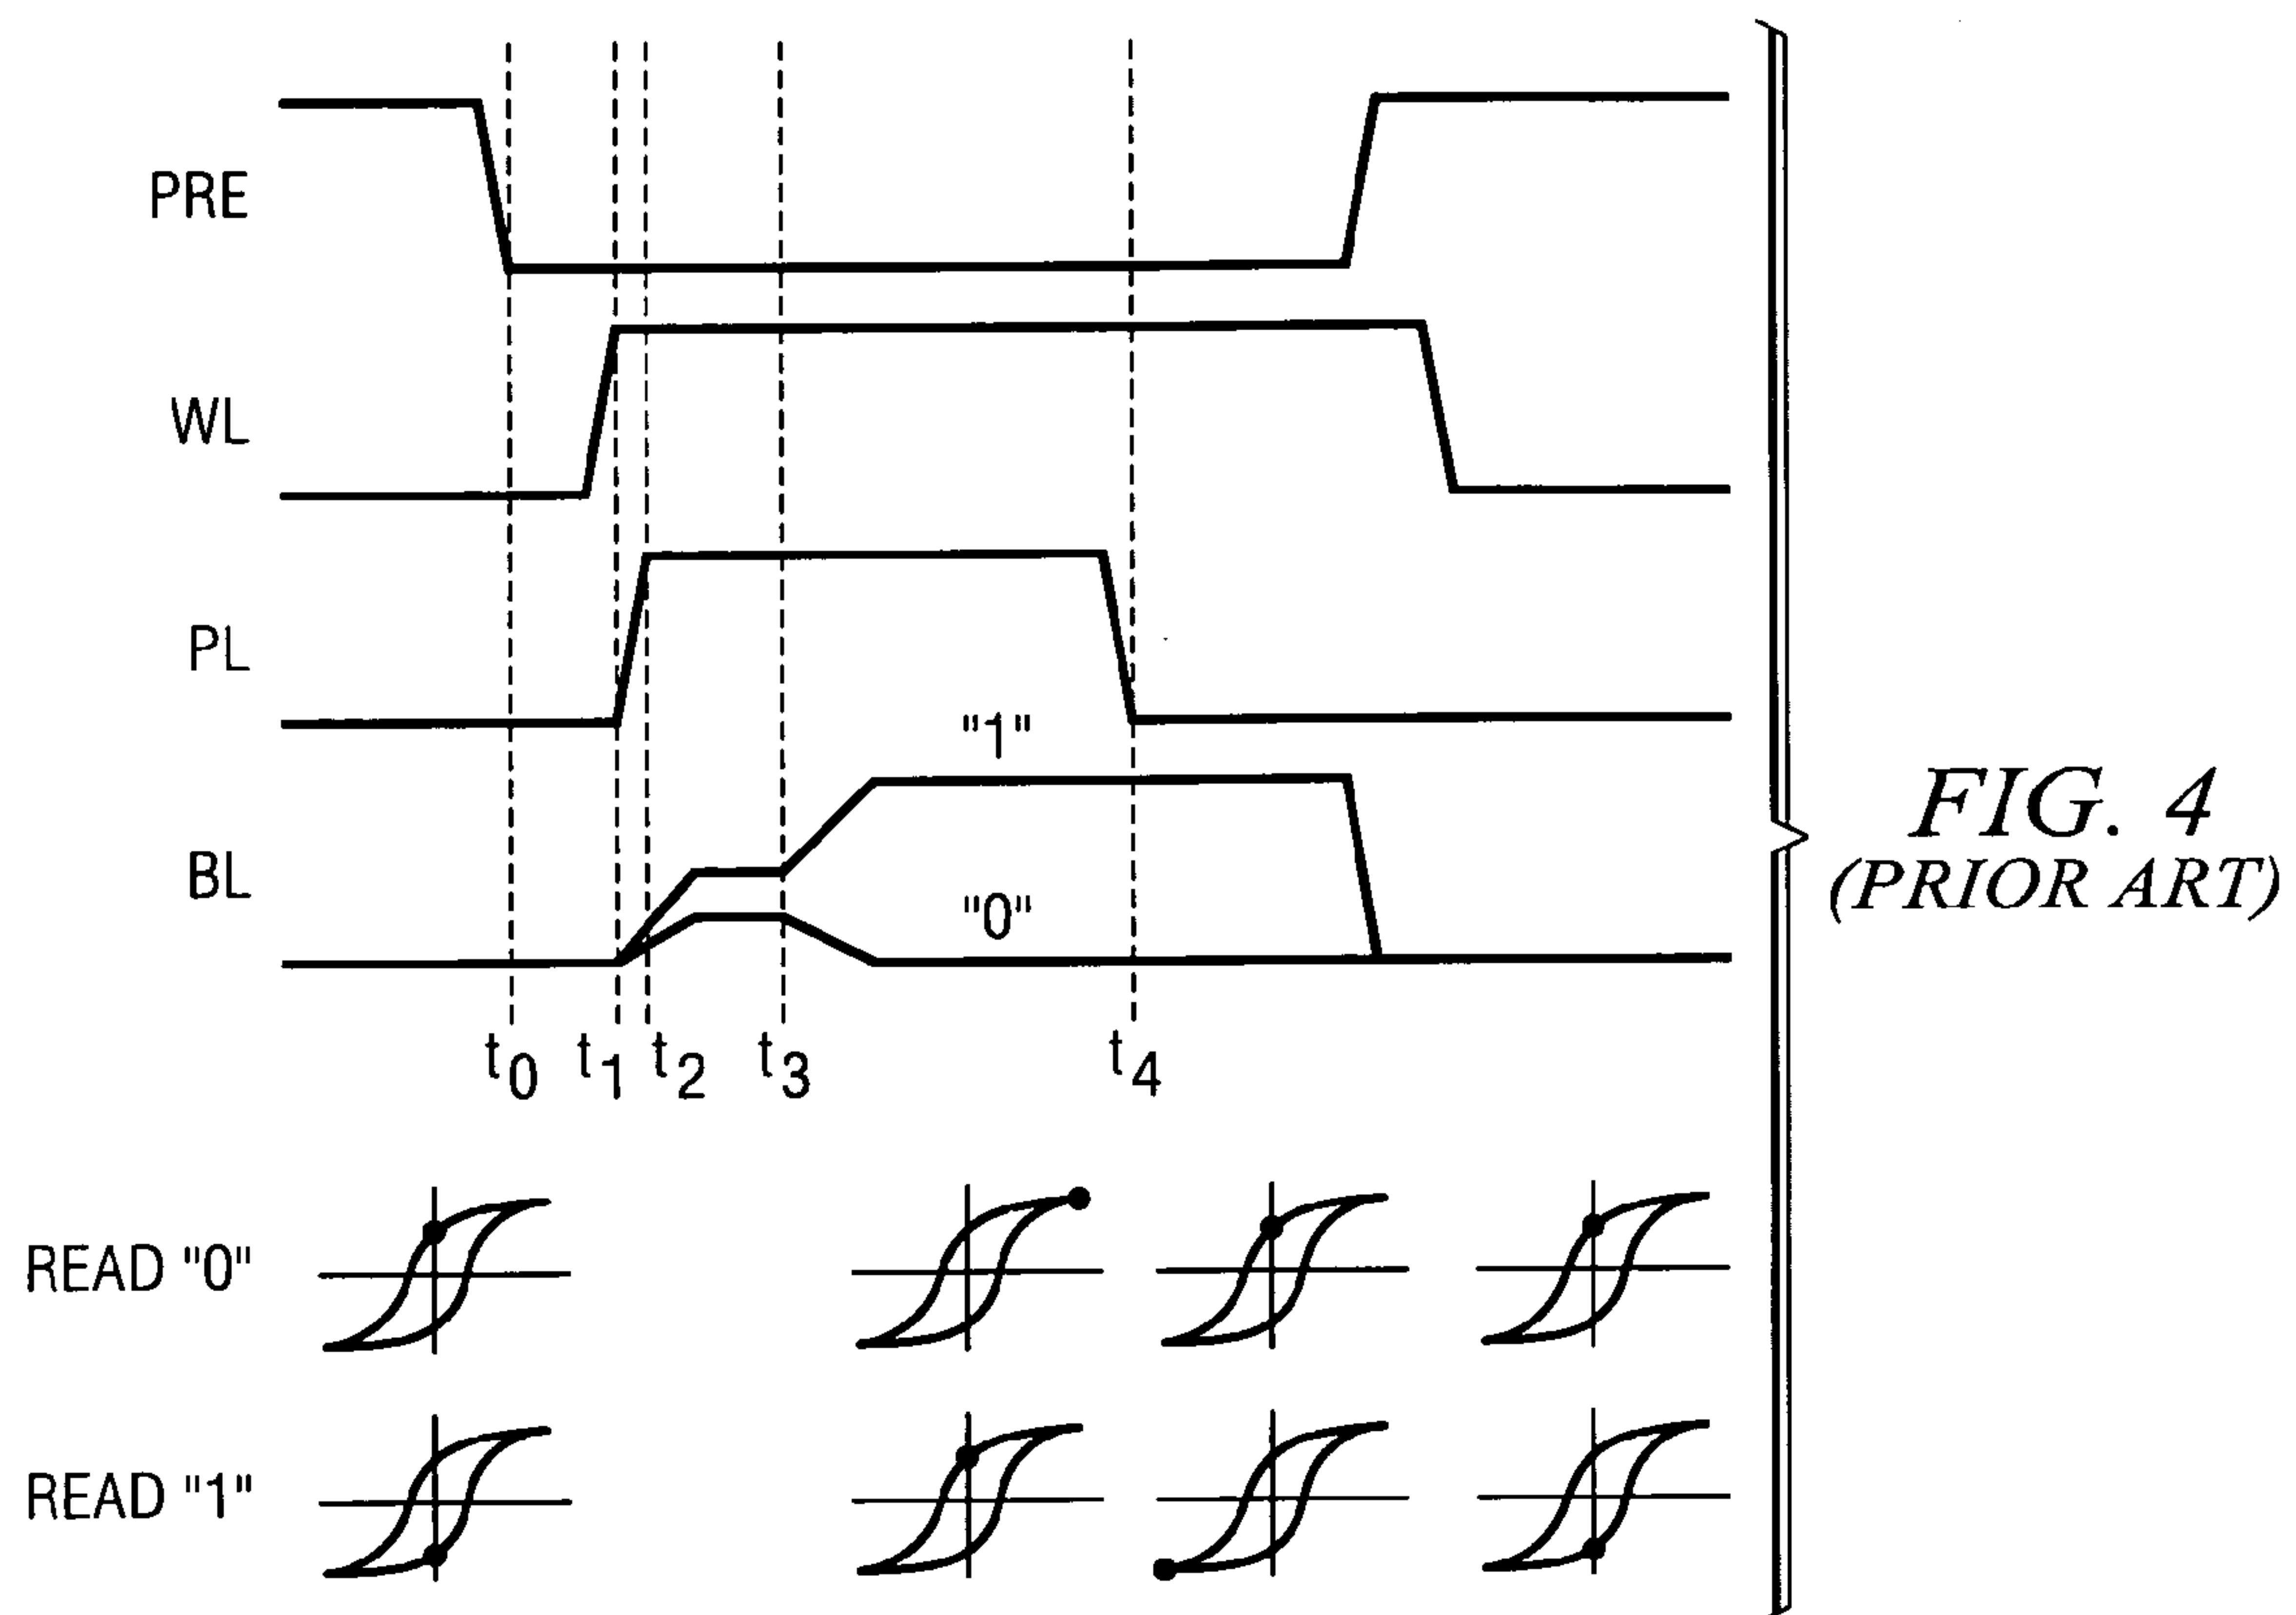 PRE
WL
PL
"1"
BL
"0"
t0 t1 t2 t3 t4
READ "0"
READ "1"
FIG. 4
(PRIOR ART)